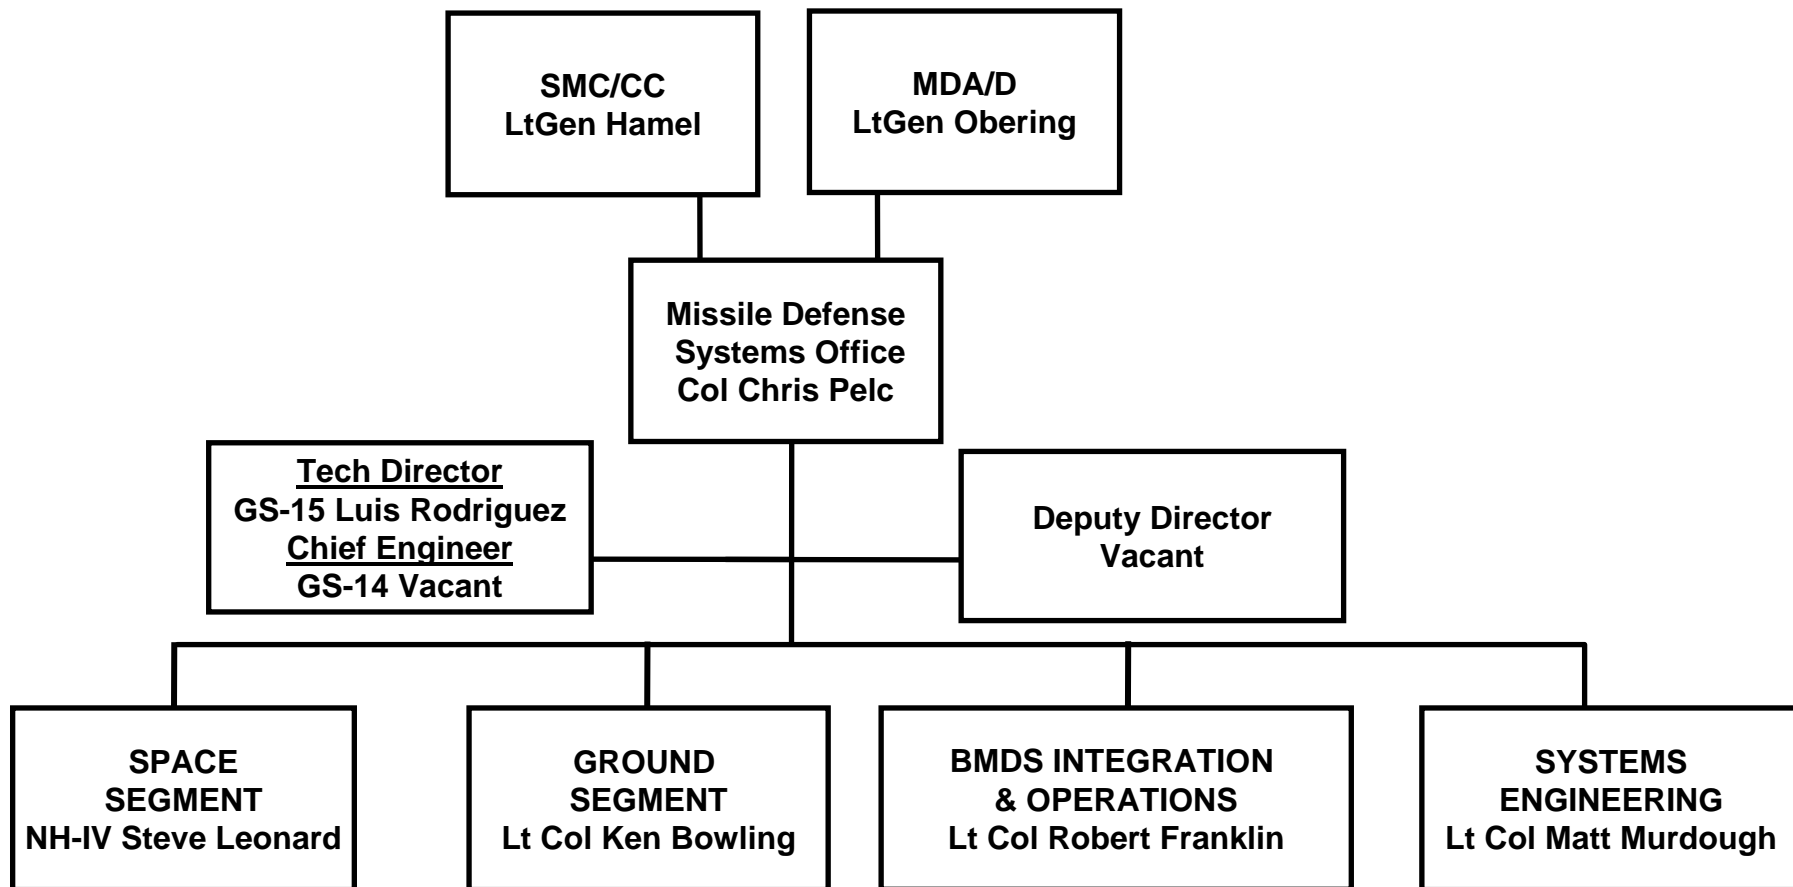 SMC/CC
LtGen Hamel
MDA/D
LtGen Obering
Missile Defense
Systems Office
Col Chris Pelc
Tech Director
GS-15 Luis Rodriguez
Chief Engineer
GS-14 Vacant
Deputy Director
Vacant
SPACE
SEGMENT
NH-IV Steve Leonard
GROUND
SEGMENT
Lt Col Ken Bowling
BMDS INTEGRATION
& OPERATIONS
Lt Col Robert Franklin
SYSTEMS
ENGINEERING
Lt Col Matt Murdough